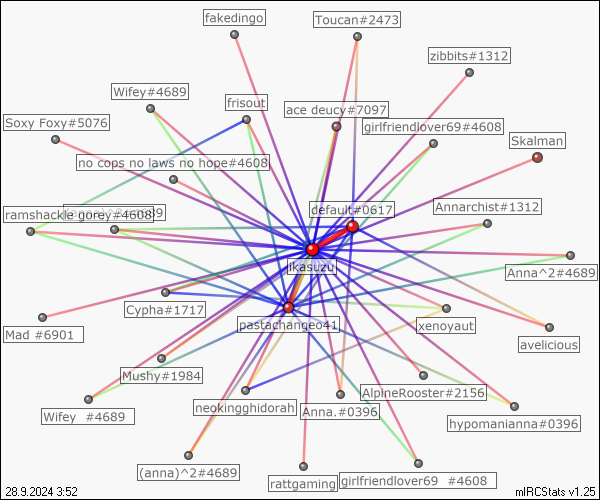 fakedingo
Toucan#2473
zibbits#1312
Wifey#4689
frisout
ace deucy#7097
Soxy Foxy#5076
girlfriendlover69#4608
Skalman
no cops no laws no hope#4608
ramshackle gorey#4608
default#0617
Annarchist#1312
ikasuzu
Anna^2#4689
Cypha#1717
pastachangeo41
xenoyaut
Mad #6901
avelicious
Mushy#1984
AlpineRooster#2156
Wifey #4689
neokingghidorah
Anna.#0396
hypomanianna#0396
(anna)^2#4689
rattgaming
girlfriendlover69 #4608
28.9.2024 3:52
mIRCStats v1.25